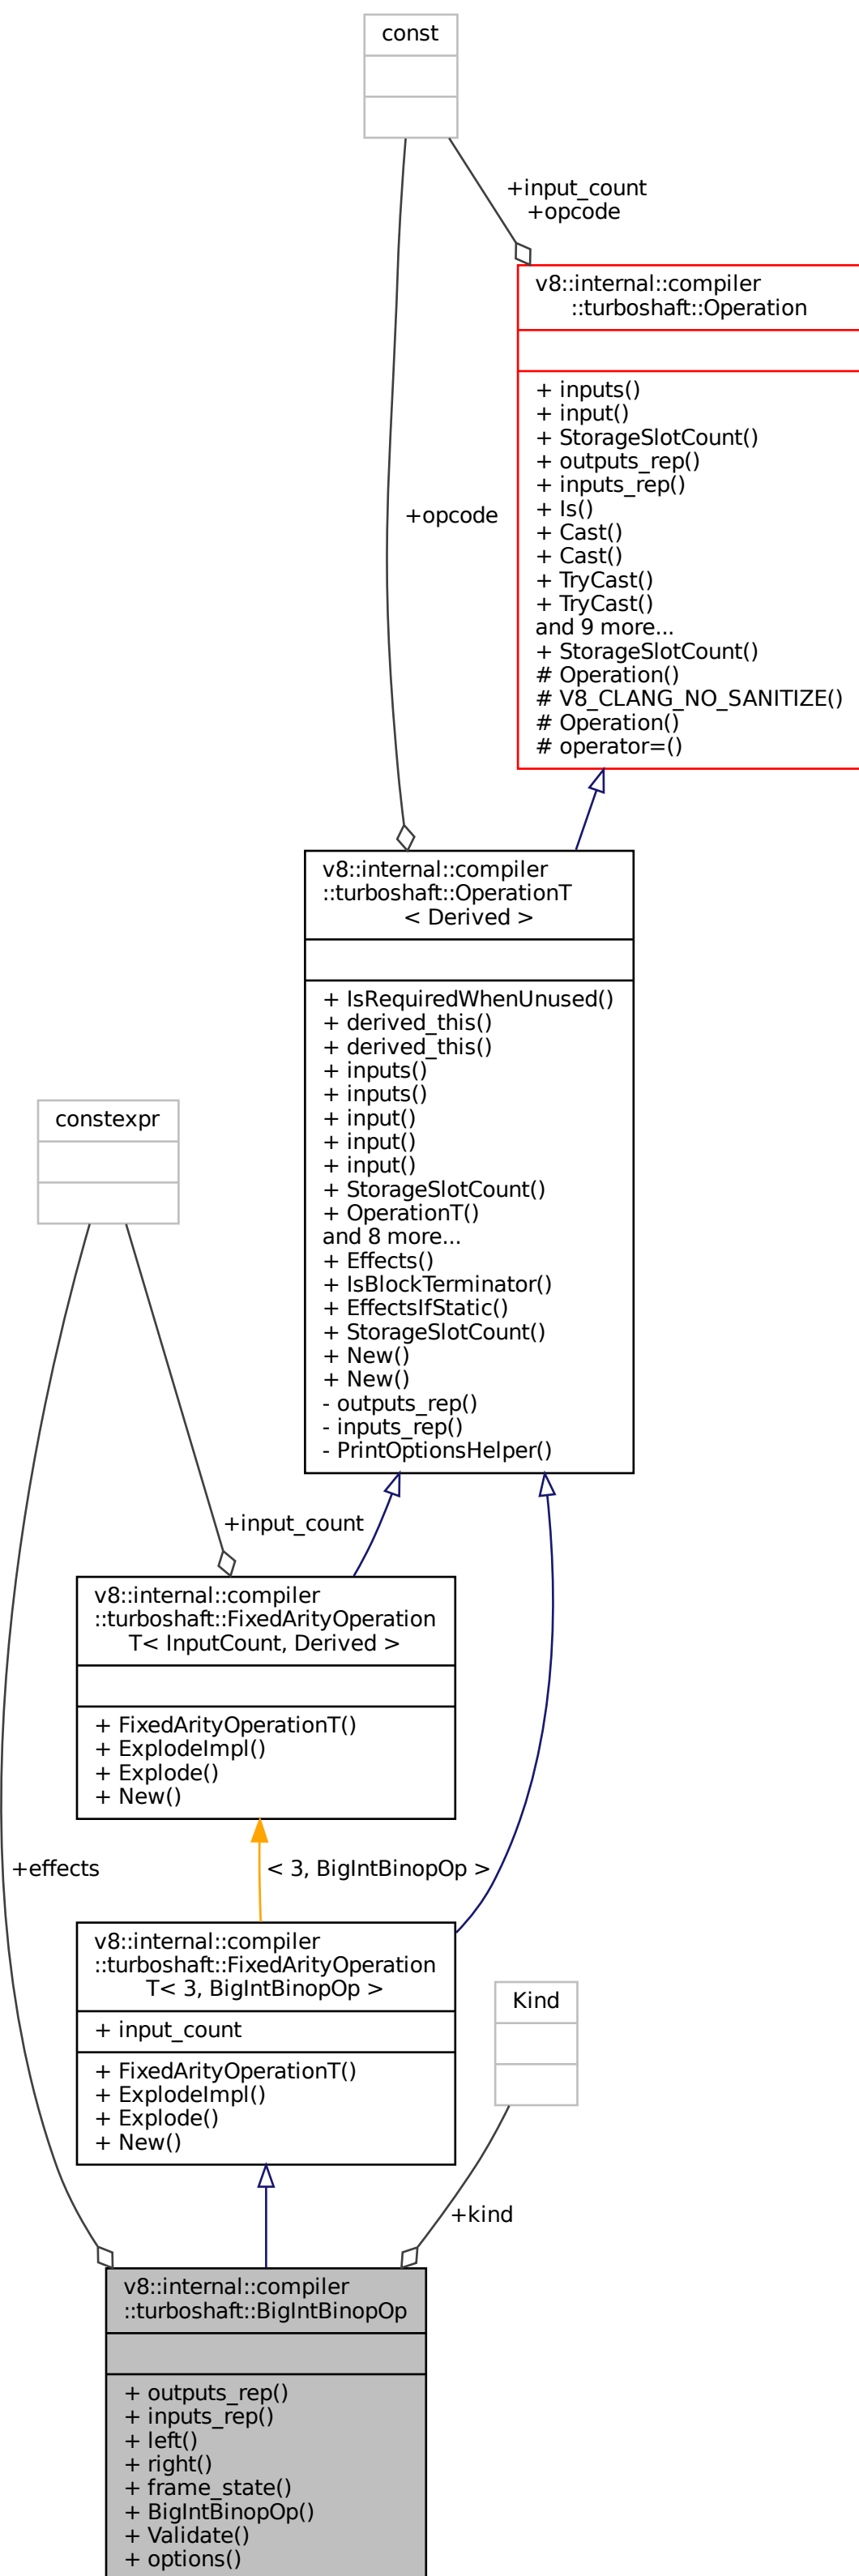 const
+input_count
+opcode
v8::internal::compiler
::turboshaft::Operation
+ inputs()
+ input()
+ StorageSlotCount()
+ outputs_rep()
+ inputs_rep()
+ Is()
+ Cast()
+ Cast()
+ TryCast()
+ TryCast()
and 9 more...
+ StorageSlotCount()
# Operation()
# V8_CLANG_NO_SANITIZE()
# Operation()
# operator=()
+opcode
v8::internal::compiler
::turboshaft::OperationT
< Derived >
+ IsRequiredWhenUnused()
+ derived_this()
+ derived_this()
+ inputs()
+ inputs()
+ input()
+ input()
+ input()
+ StorageSlotCount()
+ OperationT()
and 8 more...
+ Effects()
+ IsBlockTerminator()
+ EffectsIfStatic()
+ StorageSlotCount()
+ New()
+ New()
- outputs_rep()
- inputs_rep()
- PrintOptionsHelper()
constexpr
+input_count
v8::internal::compiler
::turboshaft::FixedArityOperation
T< InputCount, Derived >
+ FixedArityOperationT()
+ ExplodeImpl()
+ Explode()
+ New()
+effects
< 3, BigIntBinopOp >
v8::internal::compiler
::turboshaft::FixedArityOperation
T< 3, BigIntBinopOp >
+ input_count
+ FixedArityOperationT()
+ ExplodeImpl()
+ Explode()
+ New()
Kind
+kind
v8::internal::compiler
::turboshaft::BigIntBinopOp
+ outputs_rep()
+ inputs_rep()
+ left()
+ right()
+ frame_state()
+ BigIntBinopOp()
+ Validate()
+ options()